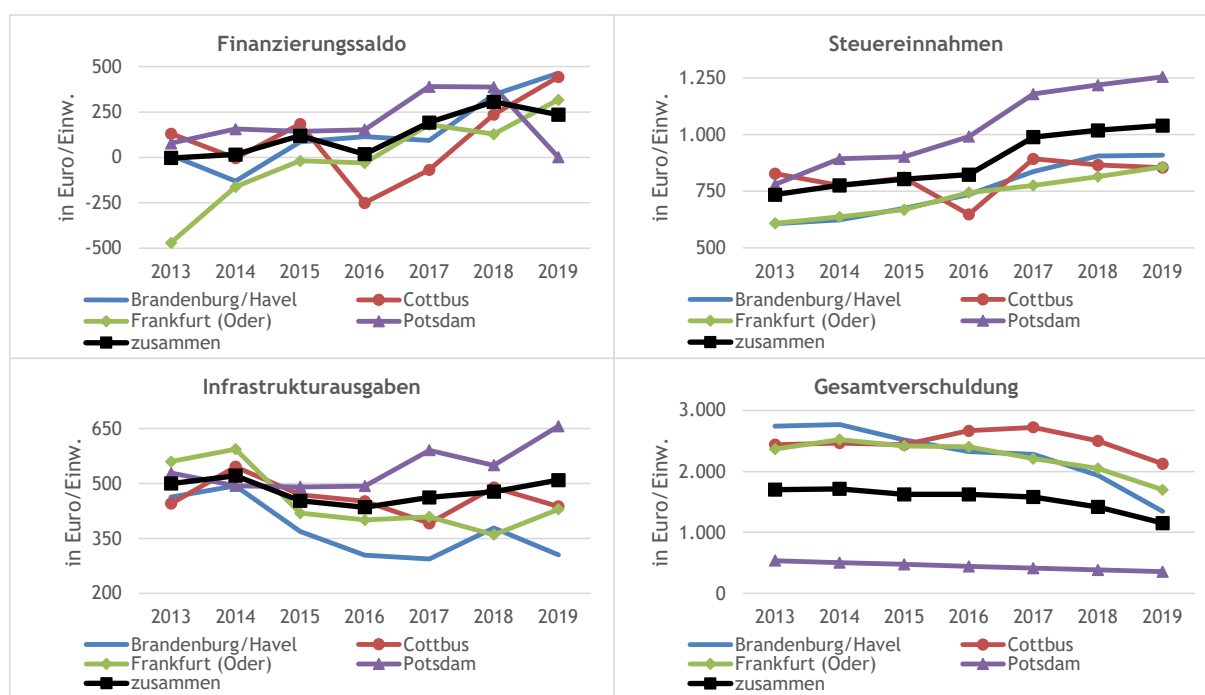 Finanzierungssaldo
in Euro/Einw.
500
250
0
-250
-500
2013 2014 2015 2016 2017 2018 2019
Brandenburg/Havel Cottbus
Frankfurt (Oder) Potsdam
zusammen
Steuereinnahmen
in Euro/Einw.
1.250
1.000
750
500
2013 2014 2015 2016 2017 2018 2019
Brandenburg/Havel Cottbus
Frankfurt (Oder) Potsdam
zusammen
Infrastrukturausgaben
in Euro/Einw.
650
500
350
200
2013 2014 2015 2016 2017 2018 2019
Brandenburg/Havel Cottbus
Frankfurt (Oder) Potsdam
zusammen
Gesamtverschuldung
in Euro/Einw.
3.000
2.000
1.000
0
2013 2014 2015 2016 2017 2018 2019
Brandenburg/Havel Cottbus
Frankfurt (Oder) Potsdam
zusammen